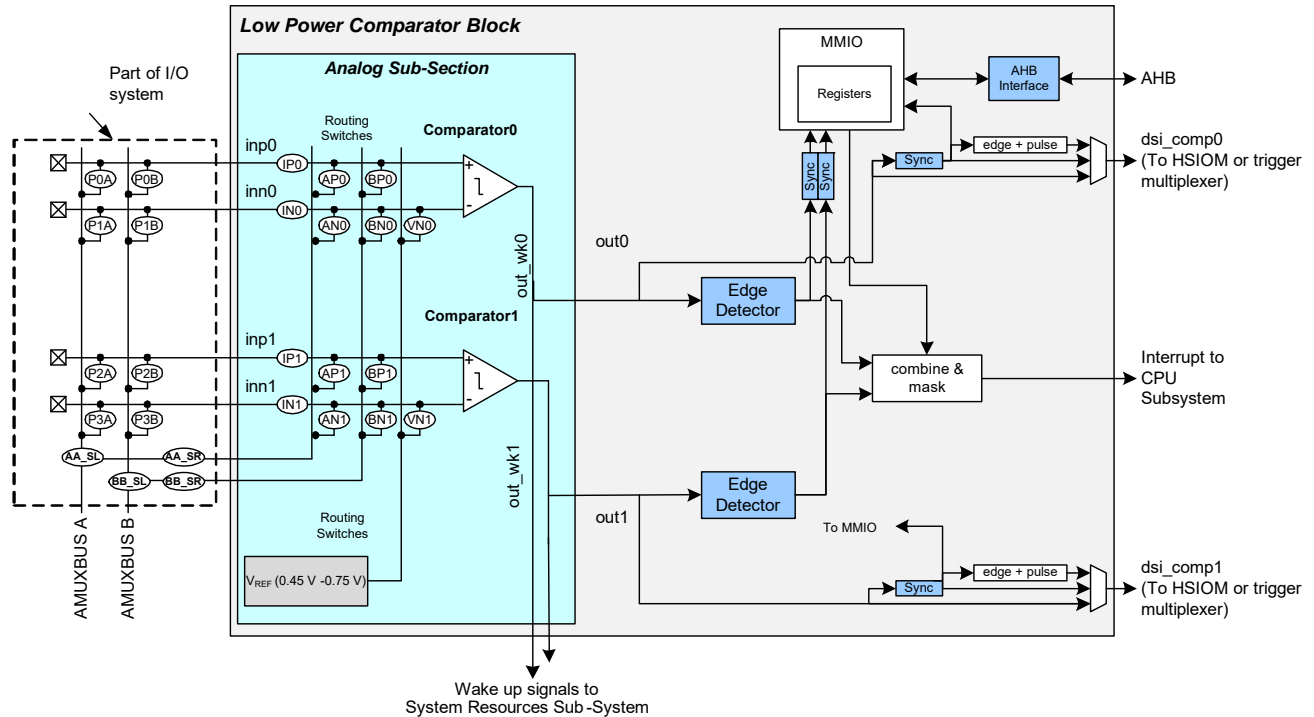 Low Power Comparator Block
Analog Sub-Section
Part of I/O
system
Routing
Switches
Comparator0
inp0
IP0
AP0
BP0
+
P0A
P0B
inn0
IN0
-
P1A
P1B
AN0
BN0
VN0
Comparator1
inp1
IP1
AP1
BP1
+
P2A
P2B
inn1
IN1
-
P3A
P3B
AN1
BN1
VN1
AA_SL
AA_SR
BB_SL
BB_SR
AMUXBUS A
AMUXBUS B
Routing
Switches
VREF (0.45 V -0.75 V)
out_wk0
out_wk1
out0
out1
Edge
Detector
Edge
Detector
MMIO
Registers
Sync
Sync
AHB
Interface
AHB
Sync
edge + pulse
dsi_comp0
(To HSIOM or trigger
multiplexer)
combine &
mask
Interrupt to
CPU
Subsystem
To MMIO
Sync
edge + pulse
dsi_comp1
(To HSIOM or trigger
multiplexer)
Wake up signals to
System Resources Sub-System